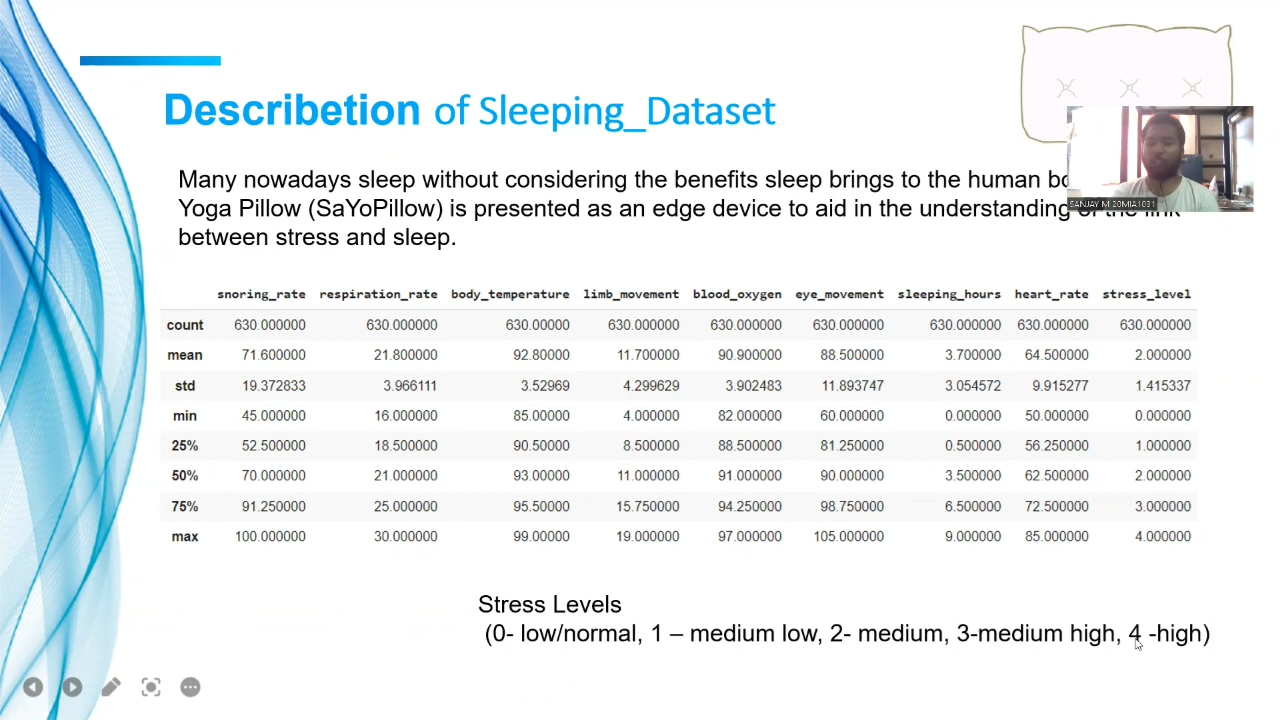 Describetion of Sleeping_Dataset
Many nowadays sleep without considering the benefits sleep brings to the human
Yoga Pillow (SaYoPillow) is presented as an edge device to aid in the understanding of the link
between stress and sleep.
SANJAY M 20MIA1031
snoring_rate respiration_rate body_temperature limb_movement blood_oxygen eye_movement sleeping_hours heart_rate stress_level
count 630.000000 630.000000 630.00000 630.000000 630.000000 630.000000 630.000000 630.000000 630.000000
mean 71.600000 21.800000 92.80000 11.700000 90.900000 88.500000 3.700000 64.500000 2.000000
std 19.372833 3.966111 3.52969 4.299629 3.902483 11.893747 3.054572 9.915277 1.415337
min 45.000000 16.000000 85.00000 4.000000 82.000000 60.000000 0.000000 50.000000 0.000000
25% 52.500000 18.500000 90.50000 8.500000 88.500000 81.250000 0.500000 56.250000 1.000000
50% 70.000000 21.000000 93.00000 11.000000 91.000000 90.000000 3.500000 62.500000 2.000000
75% 91.250000 25.000000 95.50000 15.750000 94.250000 98.750000 6.500000 72.500000 3.000000
max 100.000000 30.000000 99.00000 19.000000 97.000000 105.000000 9.000000 85.000000 4.000000
Stress Levels
(0- low/normal, 1 – medium low, 2- medium, 3-medium high, 4 -high)